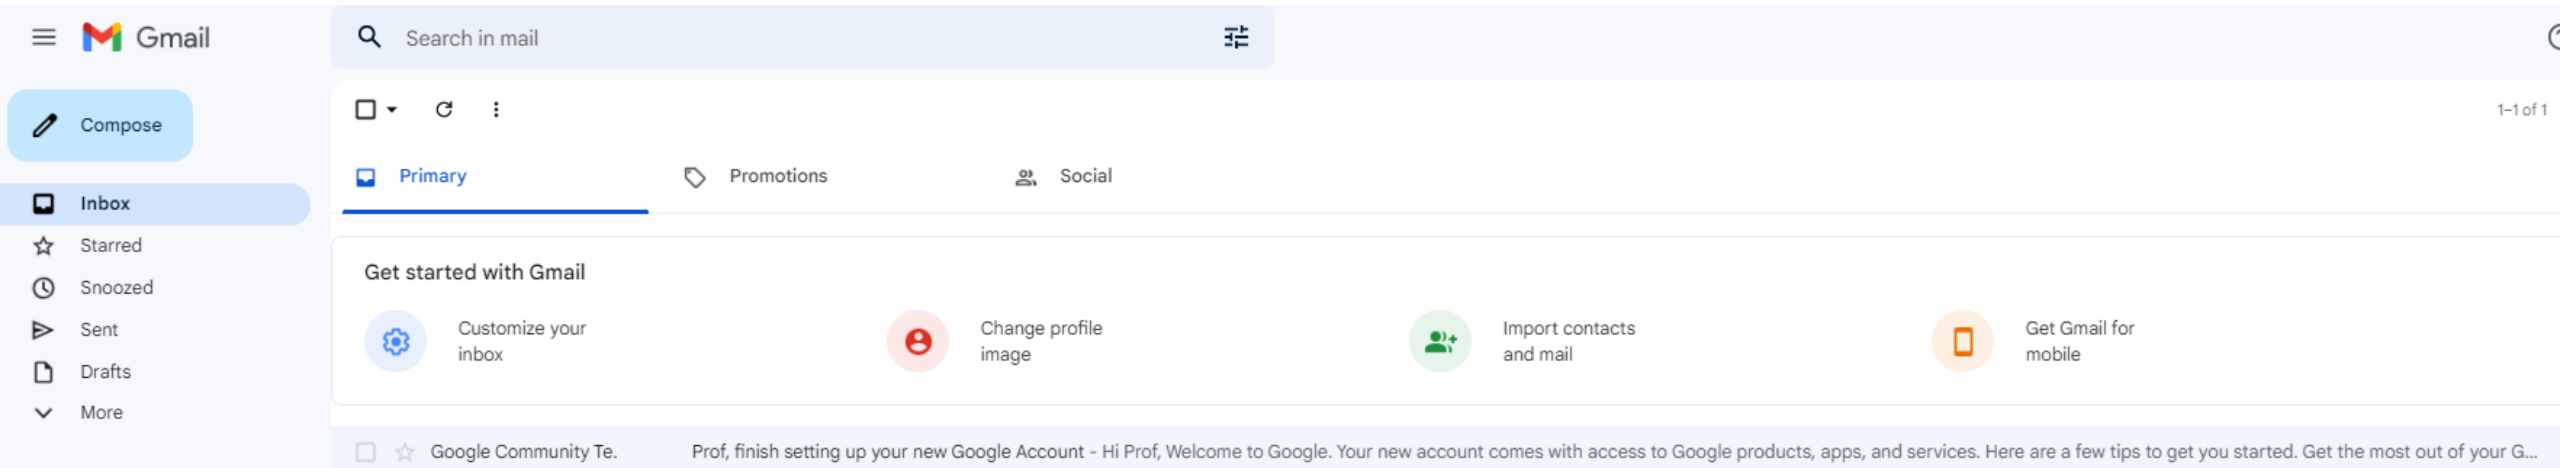 Gmail
Search in mail
Compose
1–1 of 1
Primary
Promotions
Social
Inbox
Starred
Snoozed
Sent
Drafts
More
Get started with Gmail
Customize your
inbox
Change profile
image
Import contacts
and mail
Get Gmail for
mobile
Google Community Te.
Prof, finish setting up your new Google Account - Hi Prof, Welcome to Google. Your new account comes with access to Google products, apps, and services. Here are a few tips to get you started. Get the most out of your G...